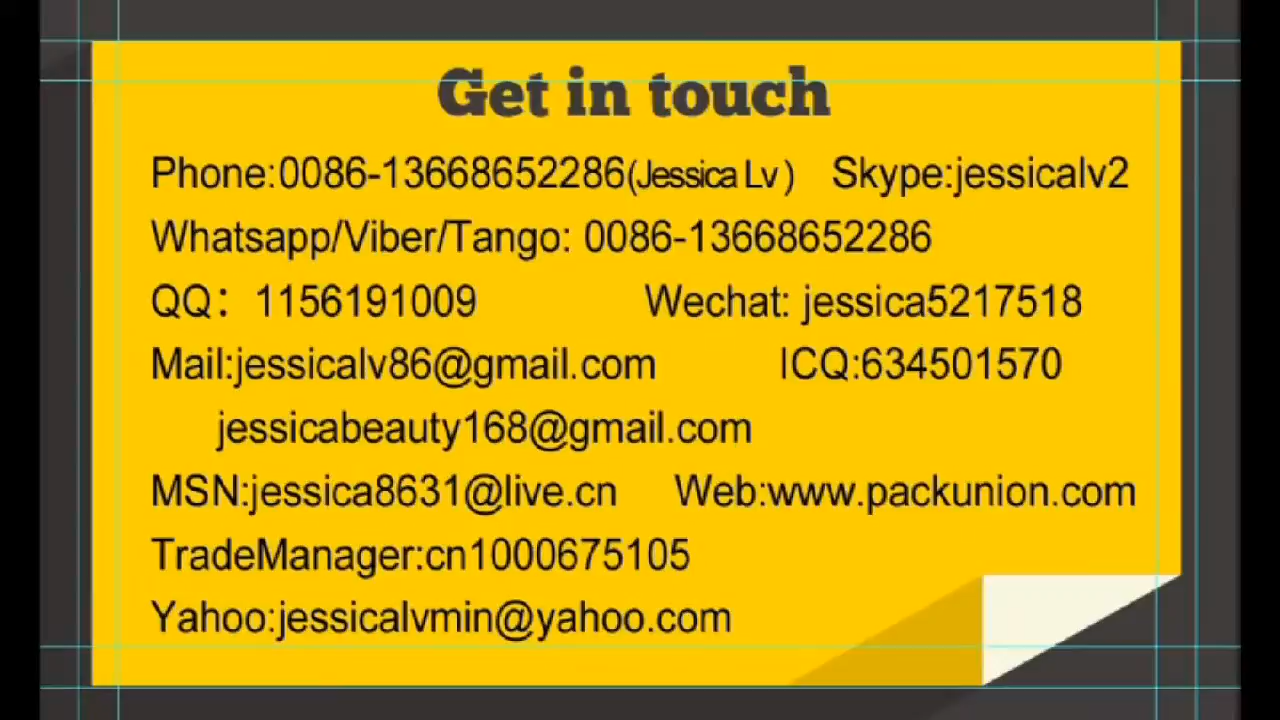 Get in touch
Phone:0086-13668652286(Jessica Lv ) Skype:jessicalv2
Whatsapp/Viber/Tango: 0086-13668652286
QQ：1156191009 Wechat: jessica5217518
Mail:jessicalv86@gmail.com ICQ:634501570
jessicabeauty168@gmail.com
MSN:jessica8631@live.cn Web:www.packunion.com
TradeManager:cn1000675105
Yahoo:jessicalvmin@yahoo.com